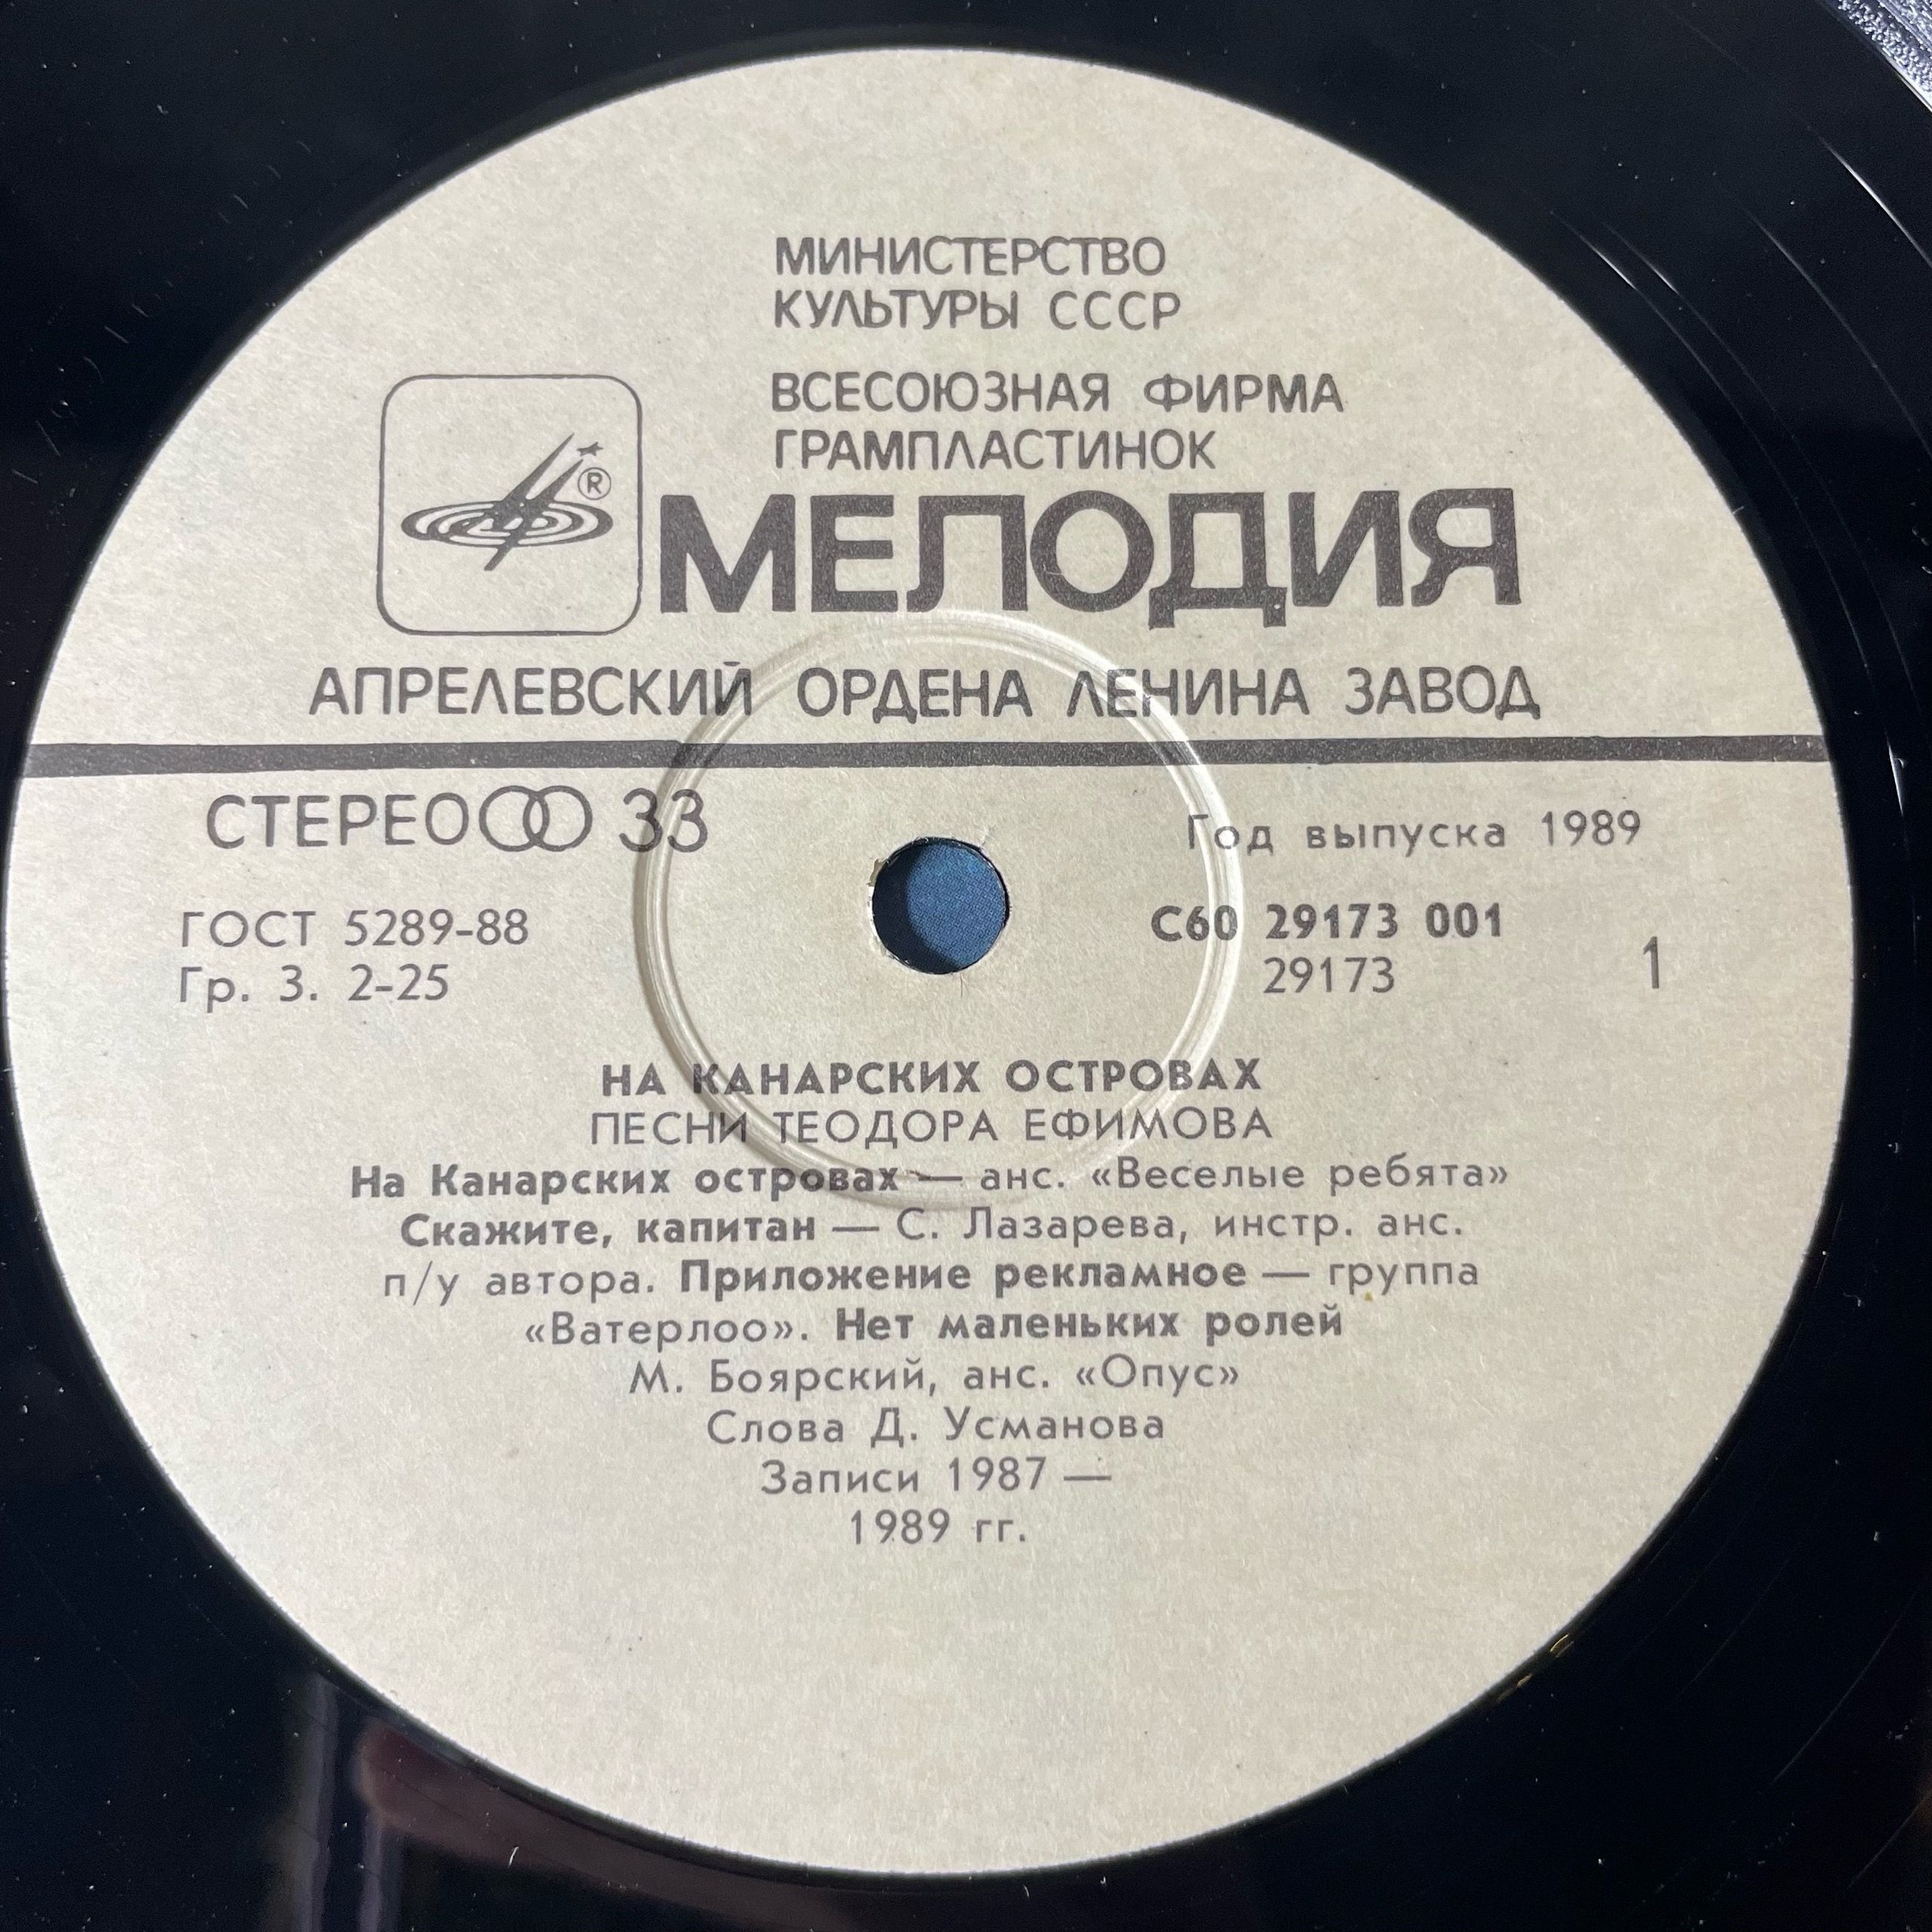 МИНИСТЕРСТВО
КУЛЬТУРЫ СССР
ВСЕСОЮЗНАЯ ФИРМА
ГРАМПЛАСТИНОК
®
МЕЛОДИЯ
АПРЕЛЕВСКИЙ ОРДЕНА ЛЕНИНА ЗАВОД
СТЕРЕО 33
Год выпуска 1989
ГОСТ 5289-88
С60 29173 001
Гр. 3. 2-25
29173
1
НА КАНАРСКИХ ОСТРОВАХ
ПЕСНИ ТЕОДОРА ЕФИМОВА
На Канарских островах — анс. «Веселые ребята»
Скажите, капитан — С. Лазарева, инстр. анс.
п/у автора. Приложение рекламное — группа
«Ватерлоо». Нет маленьких ролей
М. Боярский, анс. «Опус»
Слова Д. Усманова
Записи 1987 —
1989 гг.